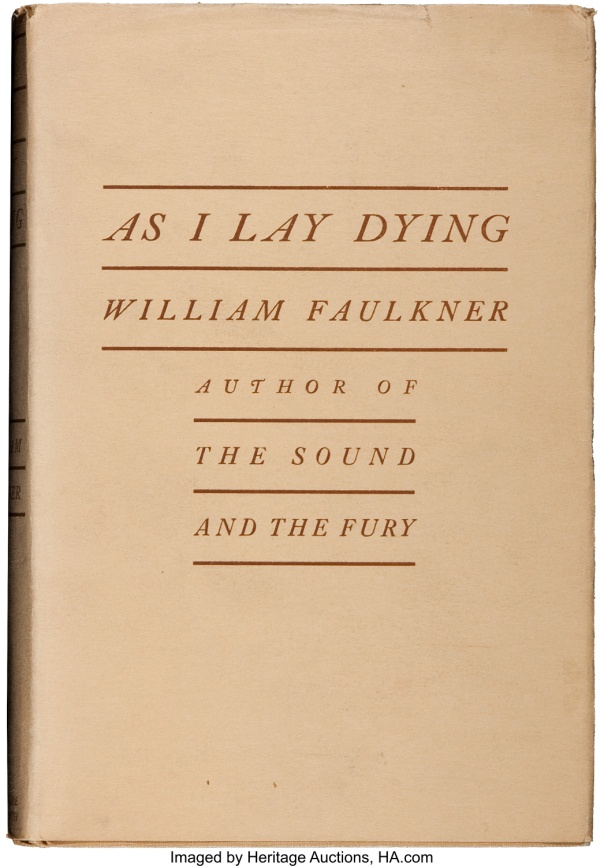 AS I LAY DYING
WILLIAM FAULKNER
AUTHOR OF
THE SOUND
AND THE FURY
Imaged by Heritage Auctions, HA.com